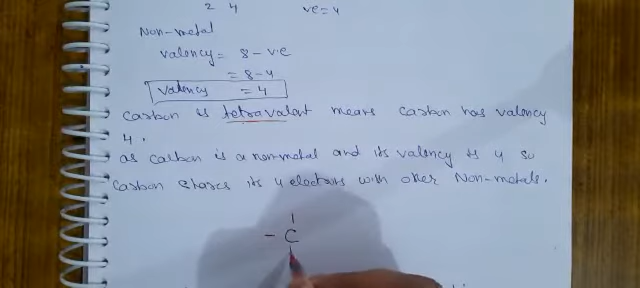 2 4 ve=4
Non-metal
valency = 8 - v.e
= 8-4
valency = 4
carbon is tetravalent means carbon has valency
4.
as carbon is a non-metal and its valency is 4 so
carbon shares its 4 electrons with other Non-metals.
C